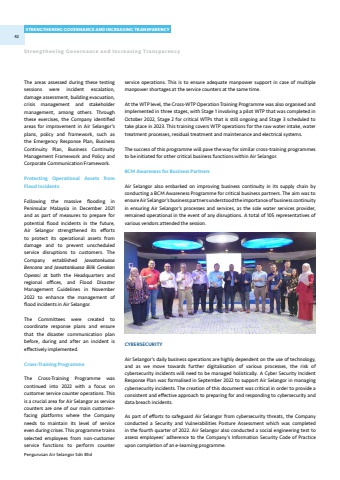 STRENGTHENING GOVERNANCE AND INCREASING TRANSPARENCY
62
Strengthening Governance and Increasing Transparency
The areas assessed during these testing
sessions were incident escalation,
damage assessment, building evacuation,
crisis management and stakeholder
management, among others. Through
these exercises, the Company identified
areas for improvement in Air Selangor's
plans, policy and framework, such as
the Emergency Response Plan, Business
Continuity Plan, Business Continuity
Management Framework and Policy and
Corporate Communication Framework.
Protecting Operational Assets from
Flood Incidents
Following the massive flooding in
Peninsular Malaysia in December 2021
and as part of measures to prepare for
potential flood incidents in the future,
Air Selangor strengthened its efforts
to protect its operational assets from
damage and to prevent unscheduled
service disruptions to customers. The
Company established Jawatankuasa
Bencana and Jawatankuasa Bilik Gerakan
Operasi at both the Headquarters and
regional offices, and Flood Disaster
Management Guidelines in November
2022 to enhance the management of
flood incidents in Air Selangor.
The Committees were created to
coordinate response plans and ensure
that the disaster communication plan
before, during and after an incident is
effectively implemented.
Cross-Training Programme
The Cross-Training Programme was
continued into 2022 with a focus on
customer service counter operations. This
is a crucial area for Air Selangor as service
counters are one of our main customer-
facing platforms where the Company
needs to maintain its level of service
even during crises. This programme trains
selected employees from non-customer
service functions to perform counter
service operations. This is to ensure adequate manpower support in case of multiple
manpower shortages at the service counters at the same time.
At the WTP level, the Cross-WTP Operation Training Programme was also organised and
implemented in three stages, with Stage 1 involving a pilot WTP that was completed in
October 2022, Stage 2 for critical WTPs that is still ongoing and Stage 3 scheduled to
take place in 2023. This training covers WTP operations for the raw water intake, water
treatment processes, residual treatment and maintenance and electrical systems.
The success of this programme will pave the way for similar cross-training programmes
to be initiated for other critical business functions within Air Selangor.
BCM Awareness for Business Partners
Air Selangor also embarked on improving business continuity in its supply chain by
conducting a BCM Awareness Programme for critical business partners. The aim was to
ensure Air Selangor's business partners understood the importance of business continuity
in ensuring Air Selangor's processes and services, as the sole water services provider,
remained operational in the event of any disruptions. A total of 105 representatives of
various vendors attended the session.
CYBERSECURITY
Air Selangor's daily business operations are highly dependent on the use of technology,
and as we move towards further digitalisation of various processes, the risk of
cybersecurity incidents will need to be managed holistically. A Cyber Security Incident
Response Plan was formalised in September 2022 to support Air Selangor in managing
cybersecurity incidents. The creation of this document was critical in order to provide a
consistent and effective approach to preparing for and responding to cybersecurity and
data breach incidents.
As part of efforts to safeguard Air Selangor from cybersecurity threats, the Company
conducted a Security and Vulnerabilities Posture Assessment which was completed
in the fourth quarter of 2022. Air Selangor also conducted a social engineering test to
assess employees' adherence to the Company's Information Security Code of Practice
upon completion of an e-learning programme.
Pengurusan Air Selangor Sdn Bhd